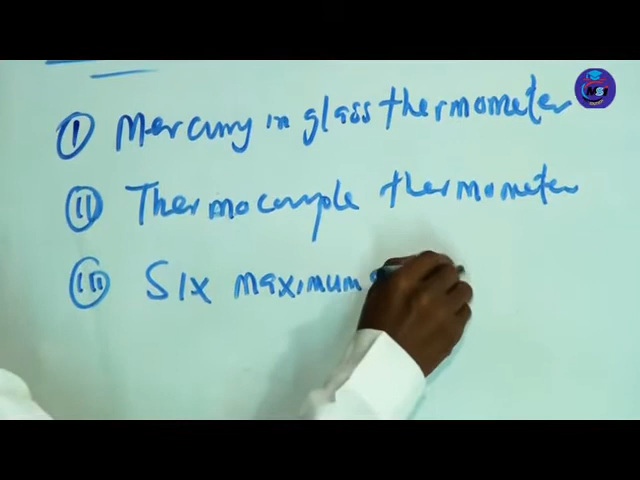 (i) Mercury in glass thermometer
(ii) Thermocouple thermometer
(iii) Six maximum